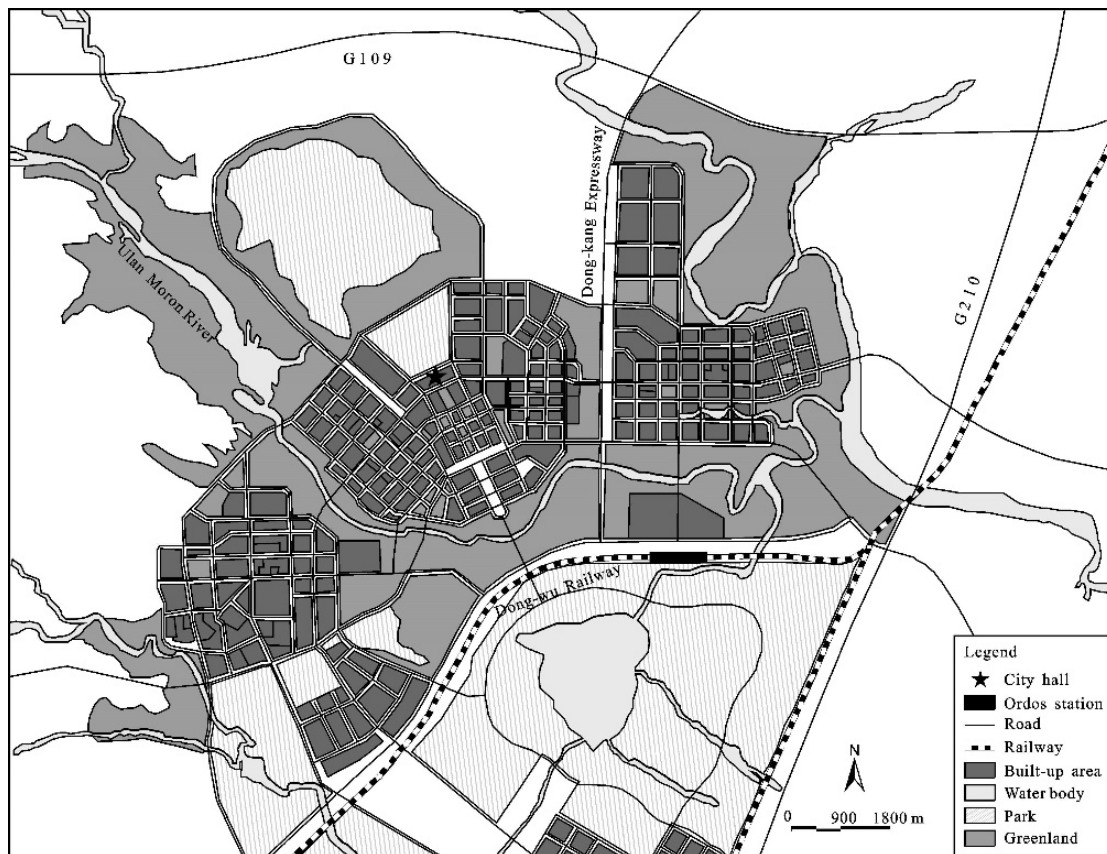 G109
Dong-kang Expressway
Ulan Moron River
G210
Dong-wu Railway
Legend
City hall
Ordos station
Road
Railway
Built-up area
Water body
Park
Greenland
N
0 900 1800 m